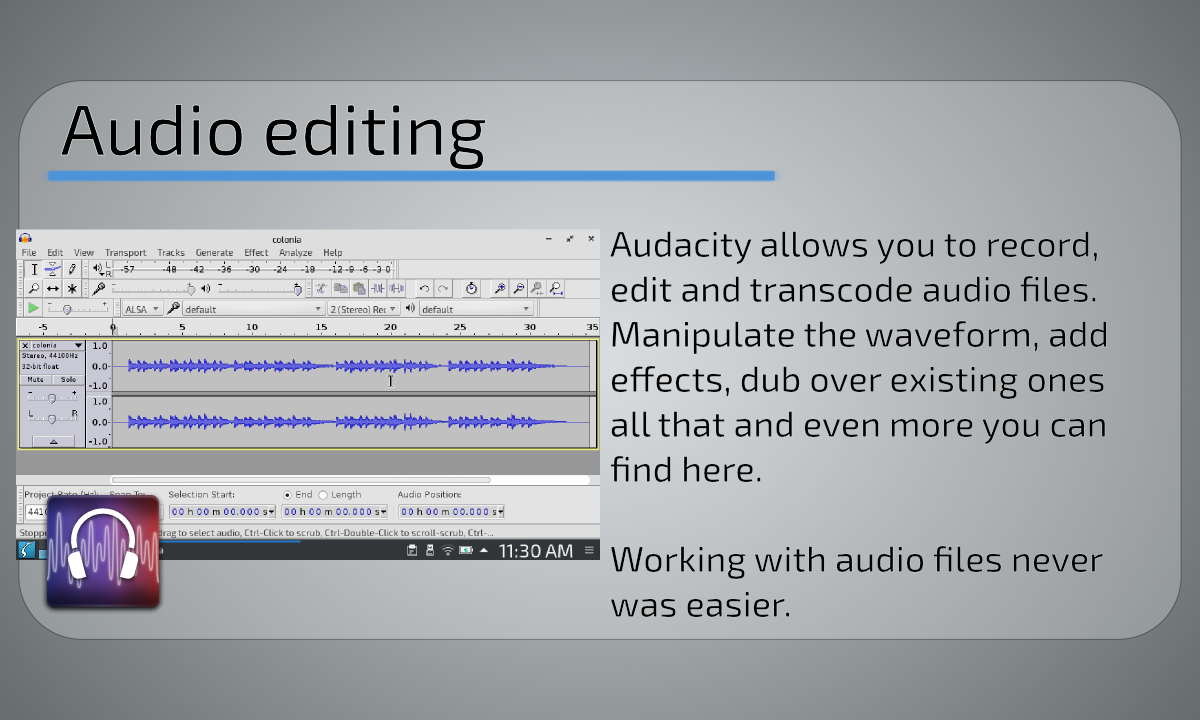 Audio editing
colonia
File Edit View Transport Tracks Generate Effect Analyze Help
L
R
-57 -48 -42 -36 -30 -24 -18 -12 -9 -6 -3 0
ALSA default 2 (Stereo) Rec default
-5 0 5 10 15 20 25 30 35
colonia
Stereo, 44100Hz
32-bit float
Mute Solo
- +
L R
1.0
0.0
-1.0
1.0
0.0
-1.0
Project Rate (Hz): Snap To: Selection Start: End Length Audio Position:
441 00 h 00 m 00.000 s 00 h 00 m 00.000 s 00 h 00 m 00.000 s
Stoppe drag to select audio, Ctrl-Click to scrub, Ctrl-Double-Click to scroll-scrub, Ctrl-...
11:30 AM
Audacity allows you to record,
edit and transcode audio files.
Manipulate the waveform, add
effects, dub over existing ones
all that and even more you can
find here.
Working with audio files never
was easier.